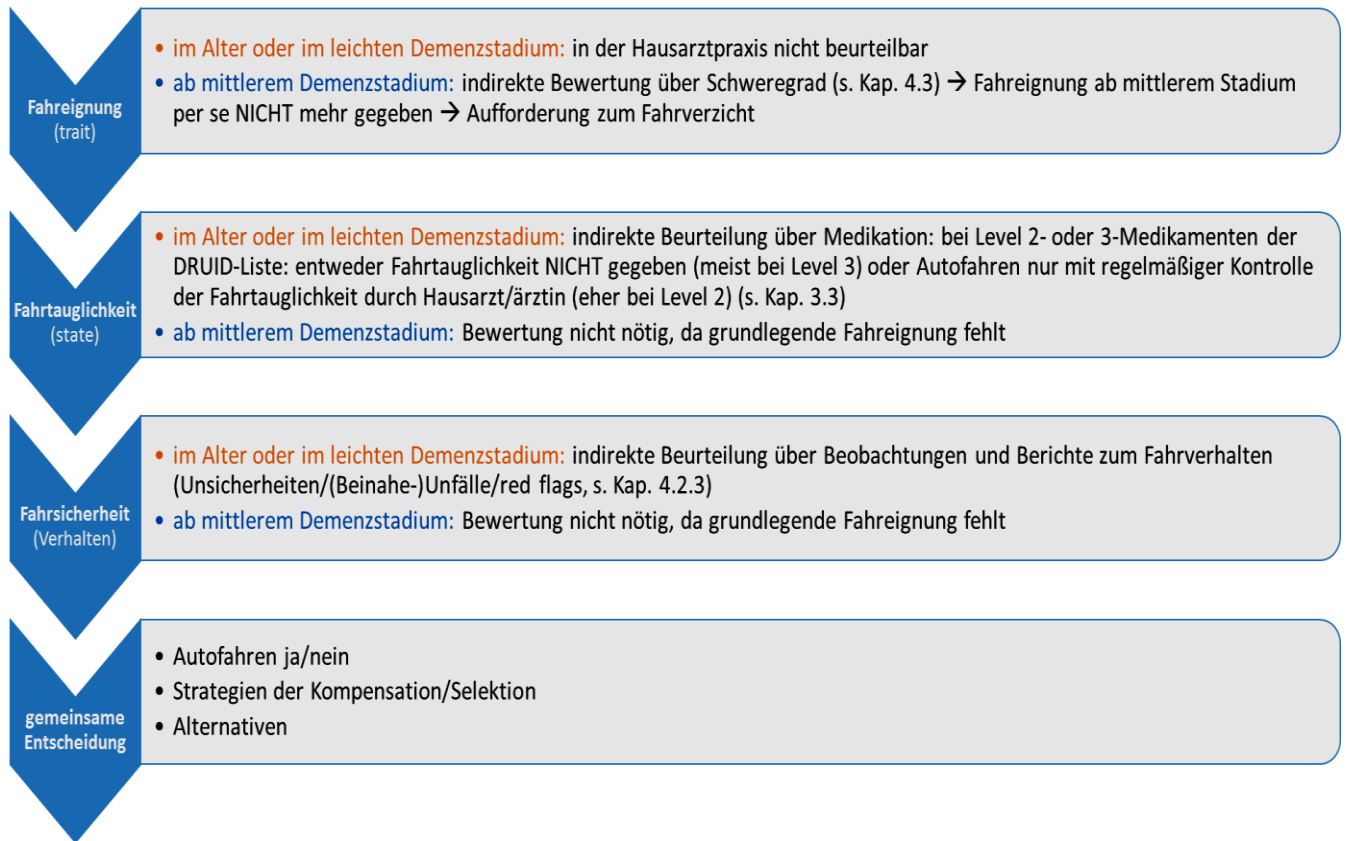 Fahreignung
(trait)
• im Alter oder im leichten Demenzstadium: in der Hausarztpraxis nicht beurteilbar
• ab mittlerem Demenzstadium: indirekte Bewertung über Schweregrad (s. Kap. 4.3) → Fahreignung ab mittlerem Stadium
per se NICHT mehr gegeben → Aufforderung zum Fahrverzicht
Fahrtauglichkeit
(state)
• im Alter oder im leichten Demenzstadium: indirekte Beurteilung über Medikation: bei Level 2- oder 3-Medikamenten der
DRUID-Liste: entweder Fahrtauglichkeit NICHT gegeben (meist bei Level 3) oder Autofahren nur mit regelmäßiger Kontrolle
der Fahrtauglichkeit durch Hausarzt/ärztin (eher bei Level 2) (s. Kap. 3.3)
• ab mittlerem Demenzstadium: Bewertung nicht nötig, da grundlegende Fahreignung fehlt
Fahrsicherheit
(Verhalten)
• im Alter oder im leichten Demenzstadium: indirekte Beurteilung über Beobachtungen und Berichte zum Fahrverhalten
(Unsicherheiten/(Beinahe-)Unfälle/red flags, s. Kap. 4.2.3)
• ab mittlerem Demenzstadium: Bewertung nicht nötig, da grundlegende Fahreignung fehlt
gemeinsame
Entscheidung
• Autofahren ja/nein
• Strategien der Kompensation/Selektion
• Alternativen